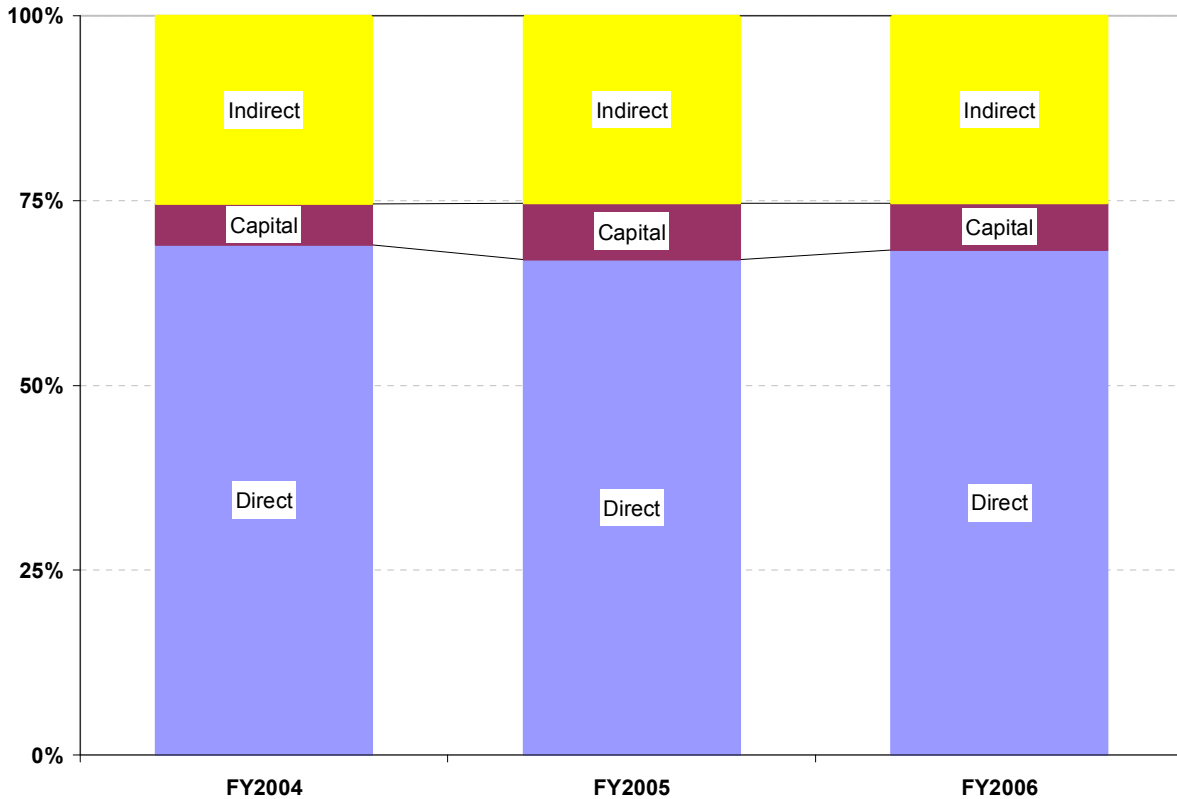 100%
Indirect
Indirect
Indirect
75%
Capital
Capital
Capital
50%
Direct
Direct
Direct
25%
0%
FY2004
FY2005
FY2006